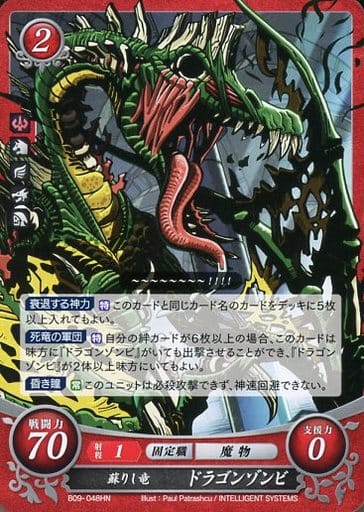 2
~~~~~~~~!!!!
衰退する神力 特 このカードと同じカード名のカードをデッキに5枚
以上入れてもよい。
死竜の軍団 特 自分の絆カードが6枚以上の場合、このカードは
味方に『ドラゴンゾンビ』がいても出撃させることができ、『ドラゴン
ゾンビ』が2体以上味方にいてもよい。
昏き瞳 常 このユニットは必殺攻撃できず、神速回避できない。
戦闘力
70
射程 1
固定職
魔物
支援力
0
蘇りし竜 ドラゴンゾンビ
B09-048HN Illust : Paul Patrashcu / INTELLIGENT SYSTEMS